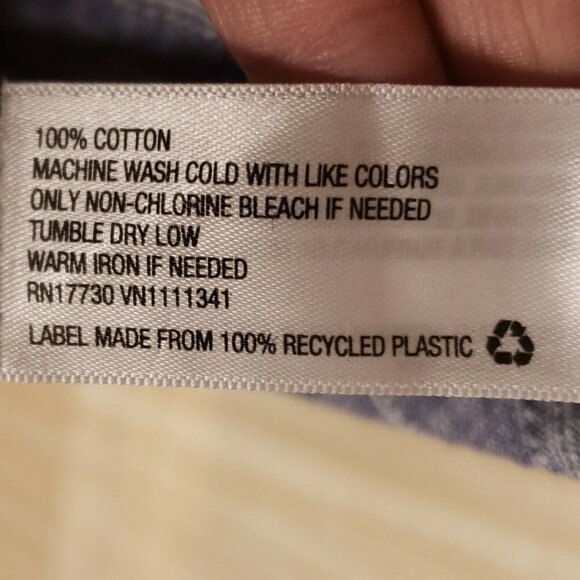 100% COTTON
MACHINE WASH COLD WITH LIKE COLORS
ONLY NON-CHLORINE BLEACH IF NEEDED
TUMBLE DRY LOW
WARM IRON IF NEEDED
RN17730 VN1111341
LABEL MADE FROM 100% RECYCLED PLASTIC